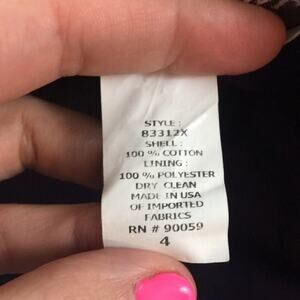 STYLE:
83312X
SHELL:
100 % COTTON
LINING:
100 % POLYESTER
DRY CLEAN
MADE IN USA
OF IMPORTED
FABRICS
RN # 90059
4